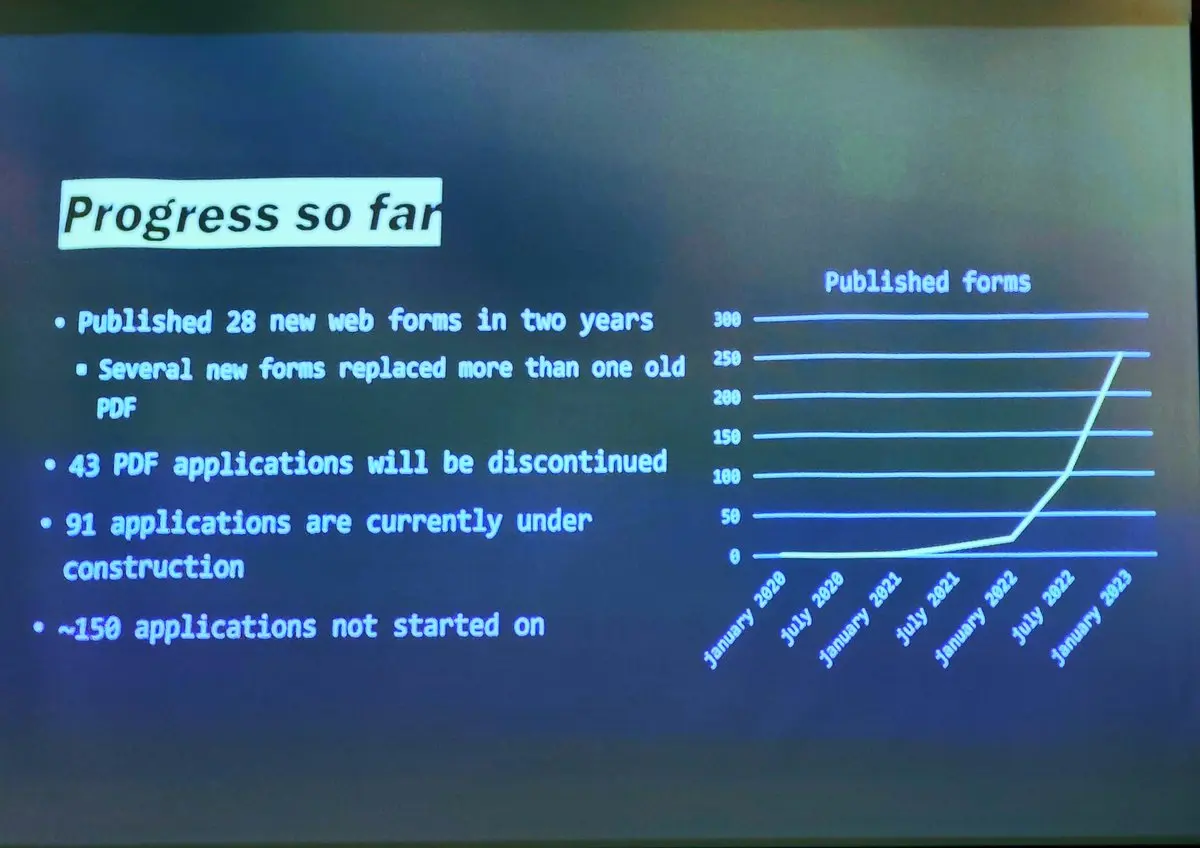 Progress so far
• Published 28 new web forms in two years
▪ Several new forms replaced more than one old
PDF
• 43 PDF applications will be discontinued
• 91 applications are currently under
construction
• ~150 applications not started on
Published forms
300
250
200
150
100
50
0
january 2020
july 2020
january 2021
july 2021
january 2022
july 2022
january 2023